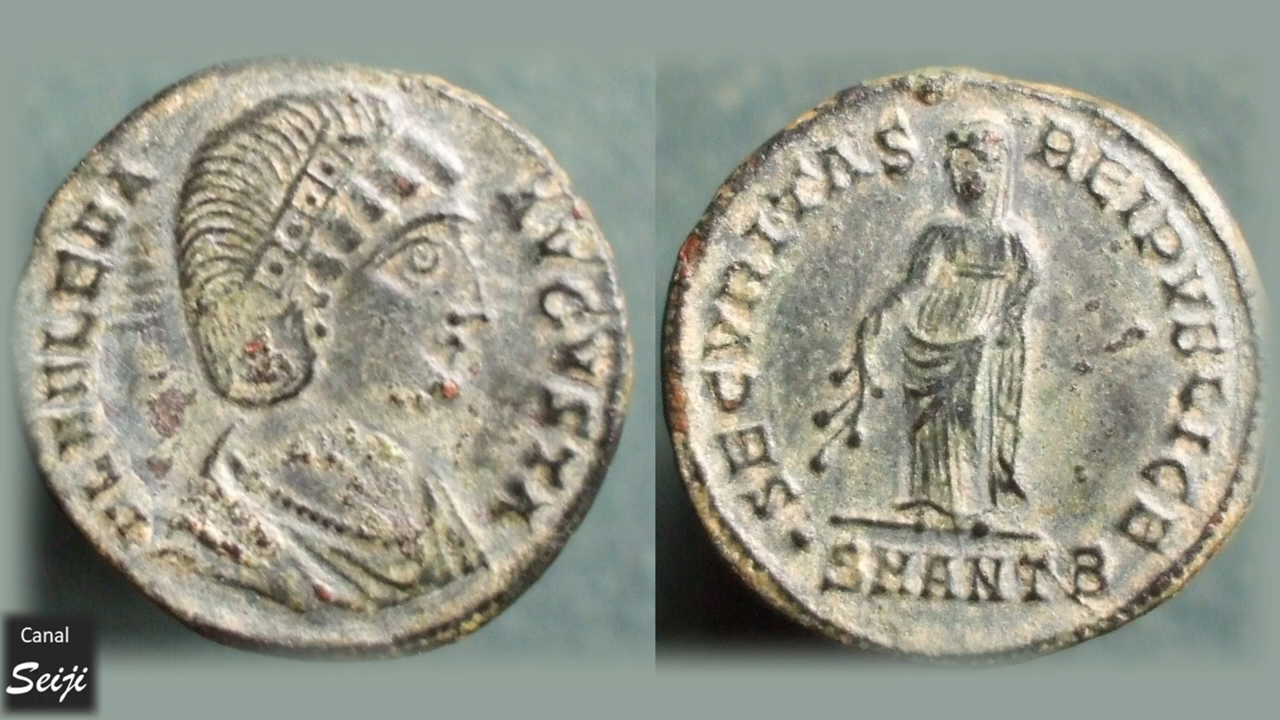 FL HELENA
AVGVSTA
SECVRITAS
REIPVBLICE
SMANTB
Canal
Seiji